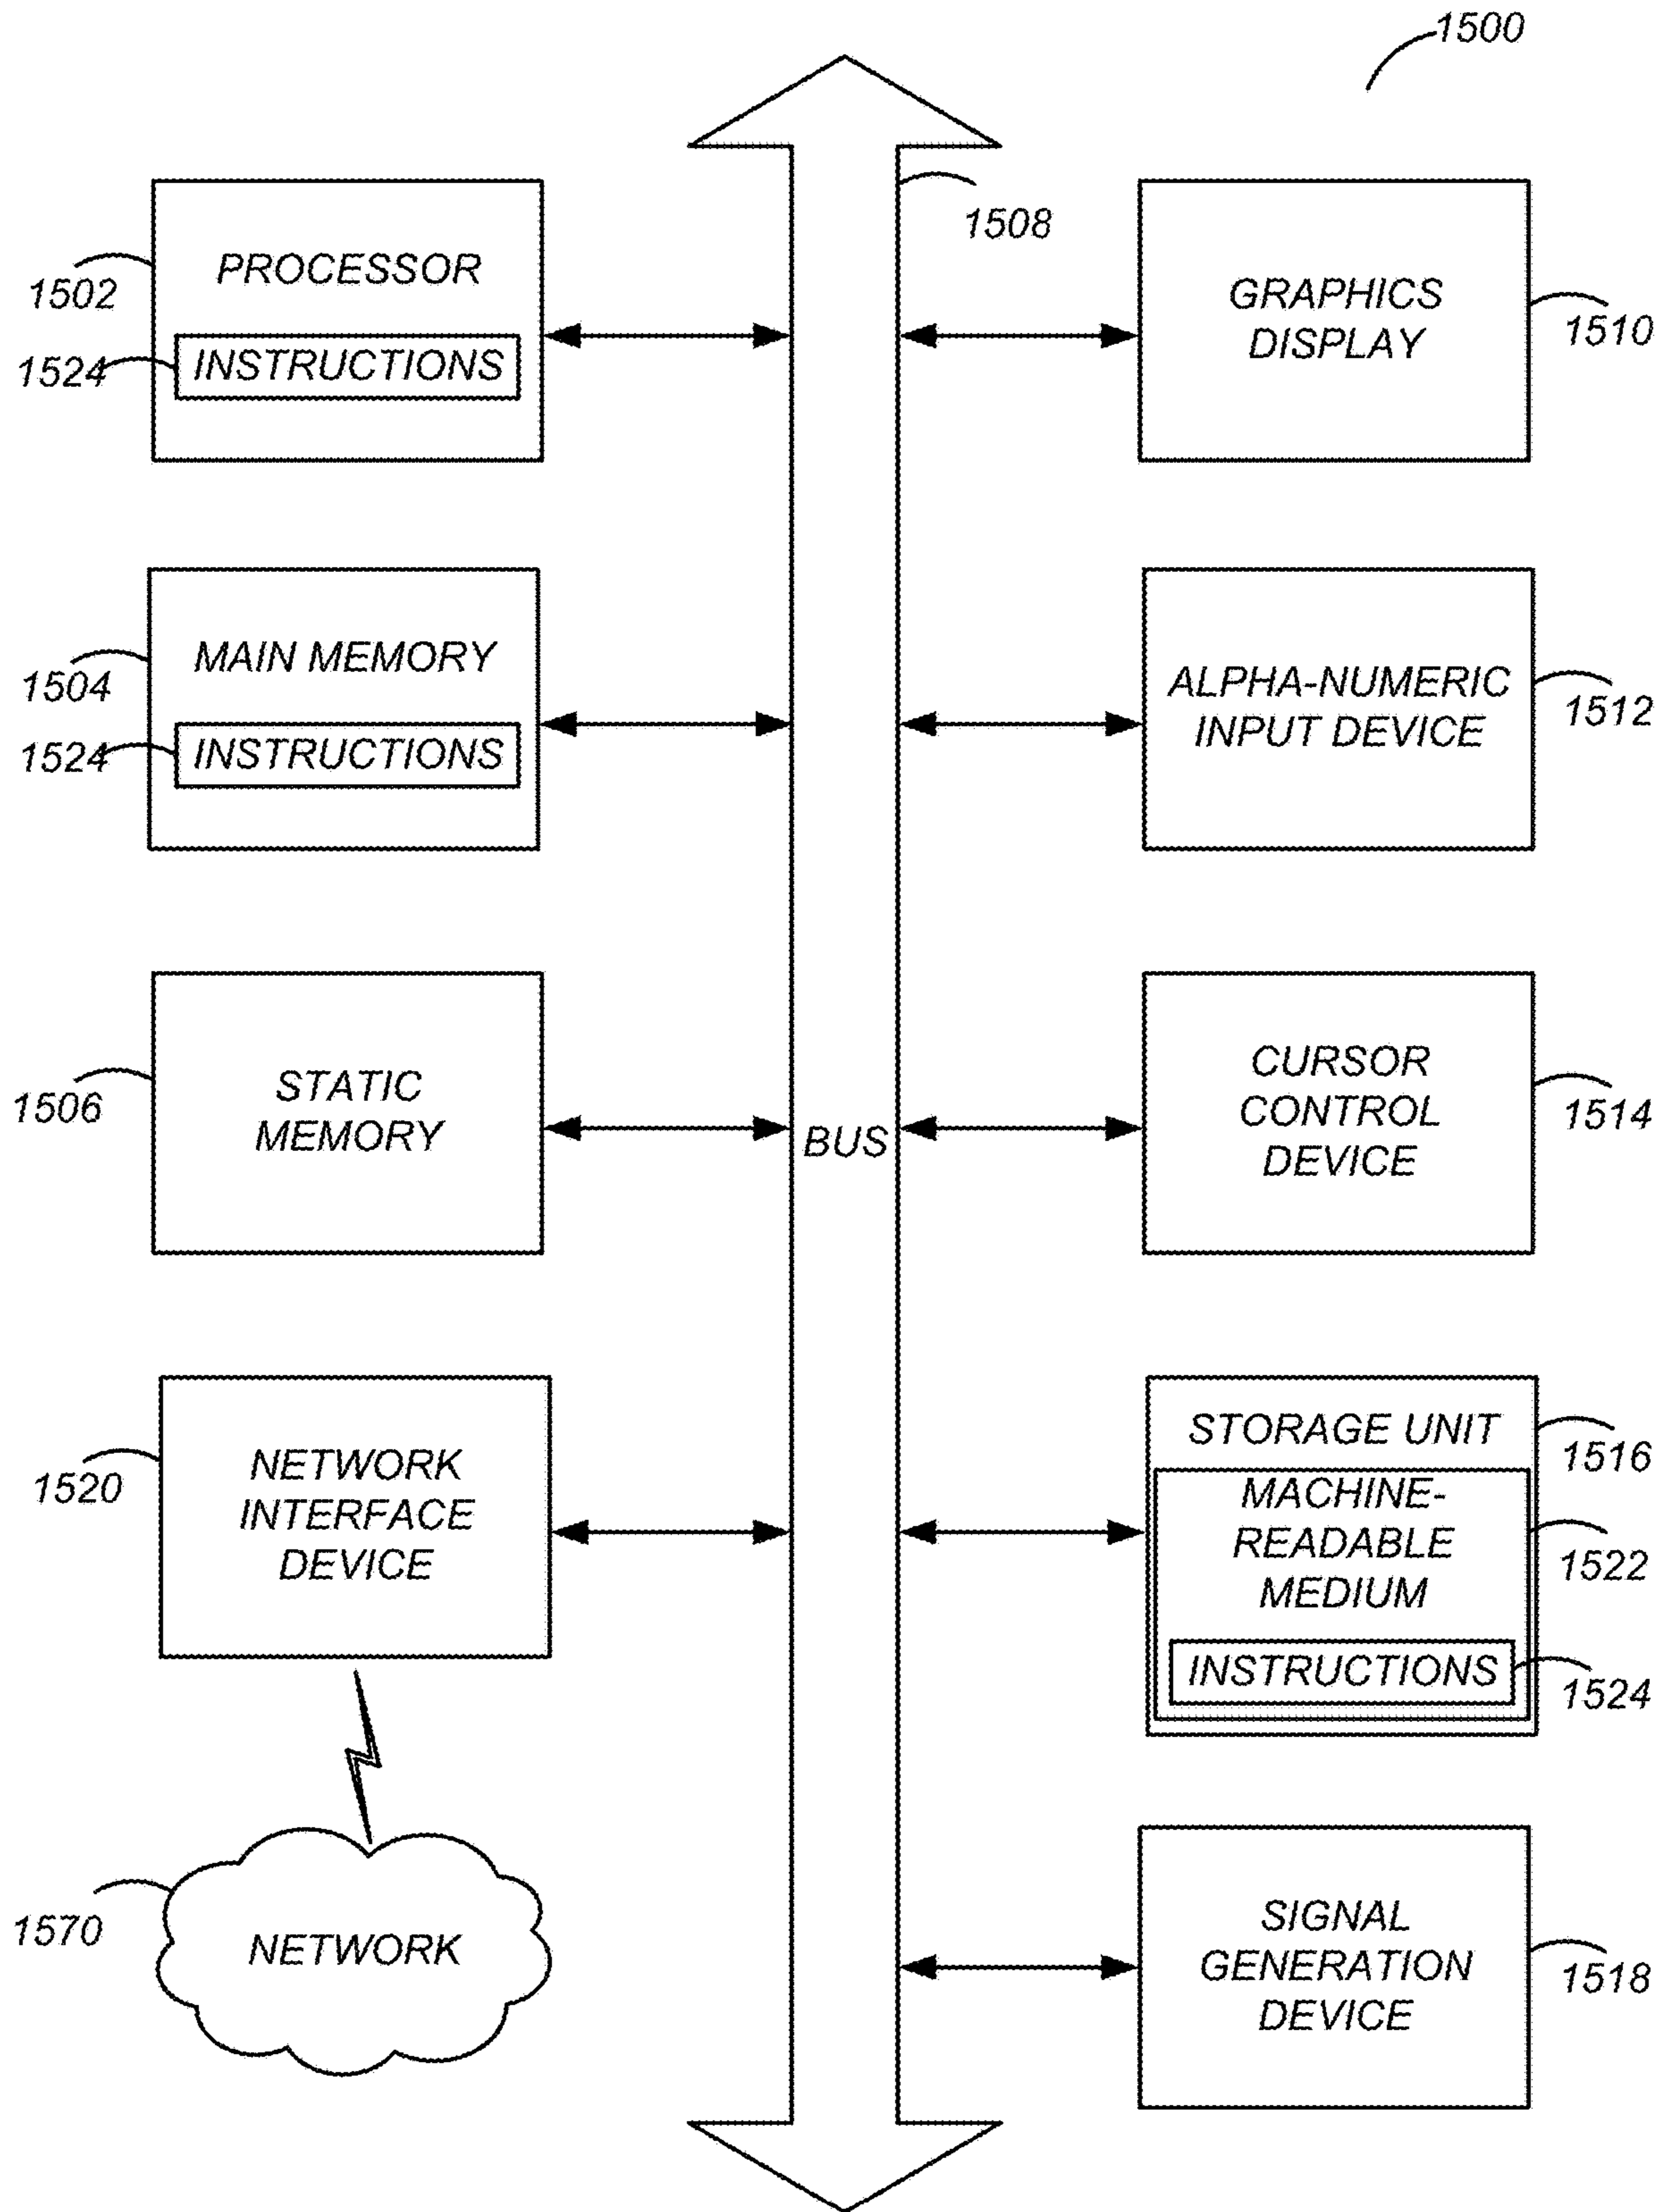 1500
1508
PROCESSOR
1502
1524
INSTRUCTIONS
GRAPHICS
DISPLAY
1510
MAIN MEMORY
1504
1524
INSTRUCTIONS
ALPHA-NUMERIC
INPUT DEVICE
1512
STATIC
MEMORY
1506
BUS
CURSOR
CONTROL
DEVICE
1514
NETWORK
INTERFACE
DEVICE
1520
STORAGE UNIT
1516
MACHINE-
READABLE
MEDIUM
1522
INSTRUCTIONS
1524
1570
NETWORK
SIGNAL
GENERATION
DEVICE
1518